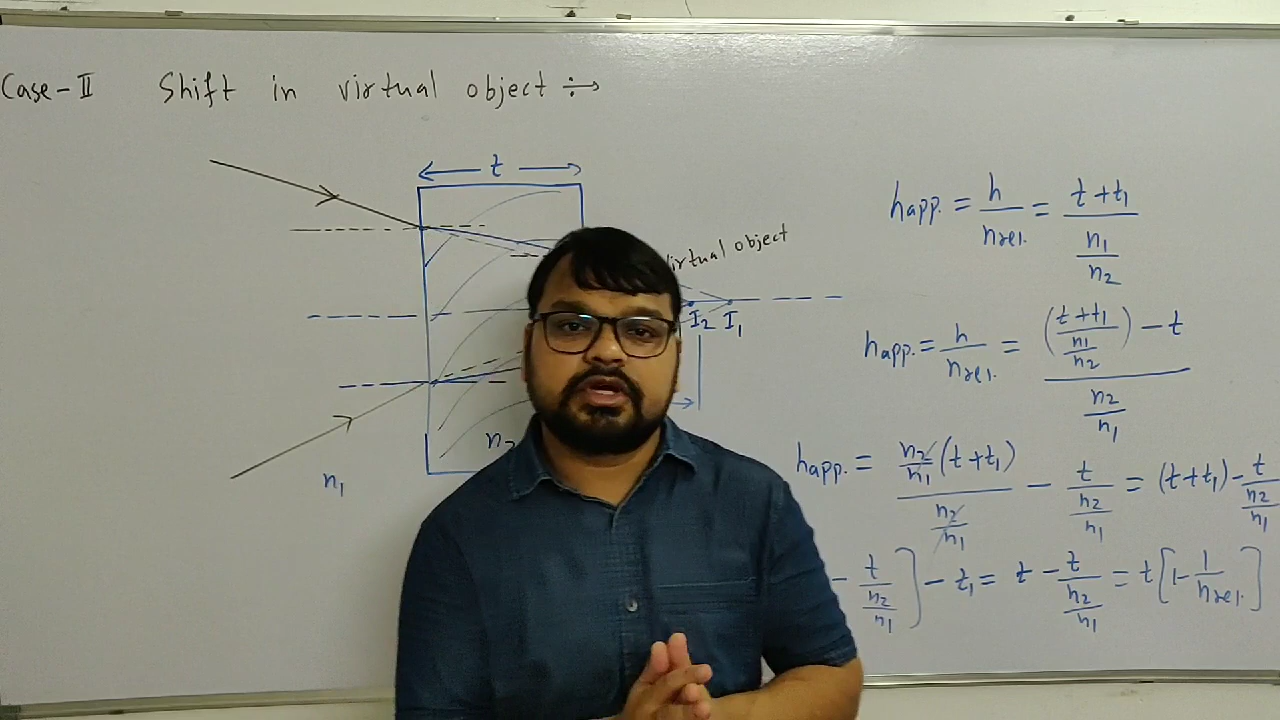 Case-II Shift in virtual object ÷→
t
happ. = h/nrel. = (t+t₁)/(n₁/n₂)
virtual object
I₂ I₁
happ. = h/nrel. = (((t+t₁)/(n₁/n₂)) - t)/(n₂/n₁)
n₂
happ. = ((n₂/n₁)(t+t₁))/(n₂/n₁) - t/(n₂/n₁) = (t+t₁) - t/(n₂/n₁)
n₁
- t/(n₂/n₁)] - t₁ = t - t/(n₂/n₁) = t[1 - 1/nrel.]